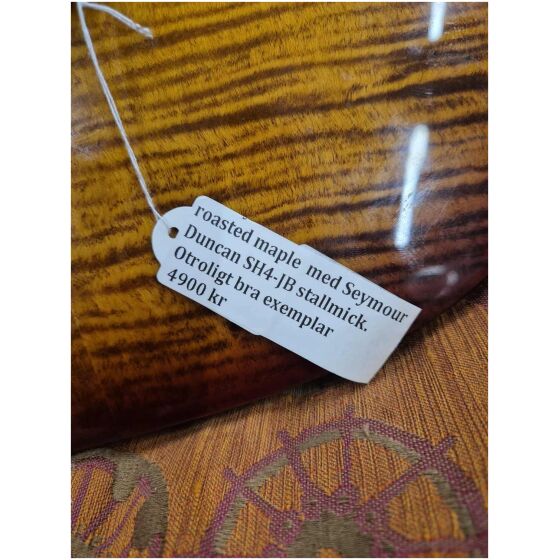 roasted maple med Seymour
Duncan SH4-JB stallmick.
Otroligt bra exemplar
4900 kr